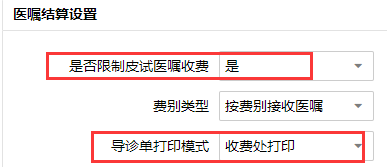 医嘱结算设置
是否限制皮试医嘱收费 是
费别类型 按费别接收医嘱
导诊单打印模式 收费处打印